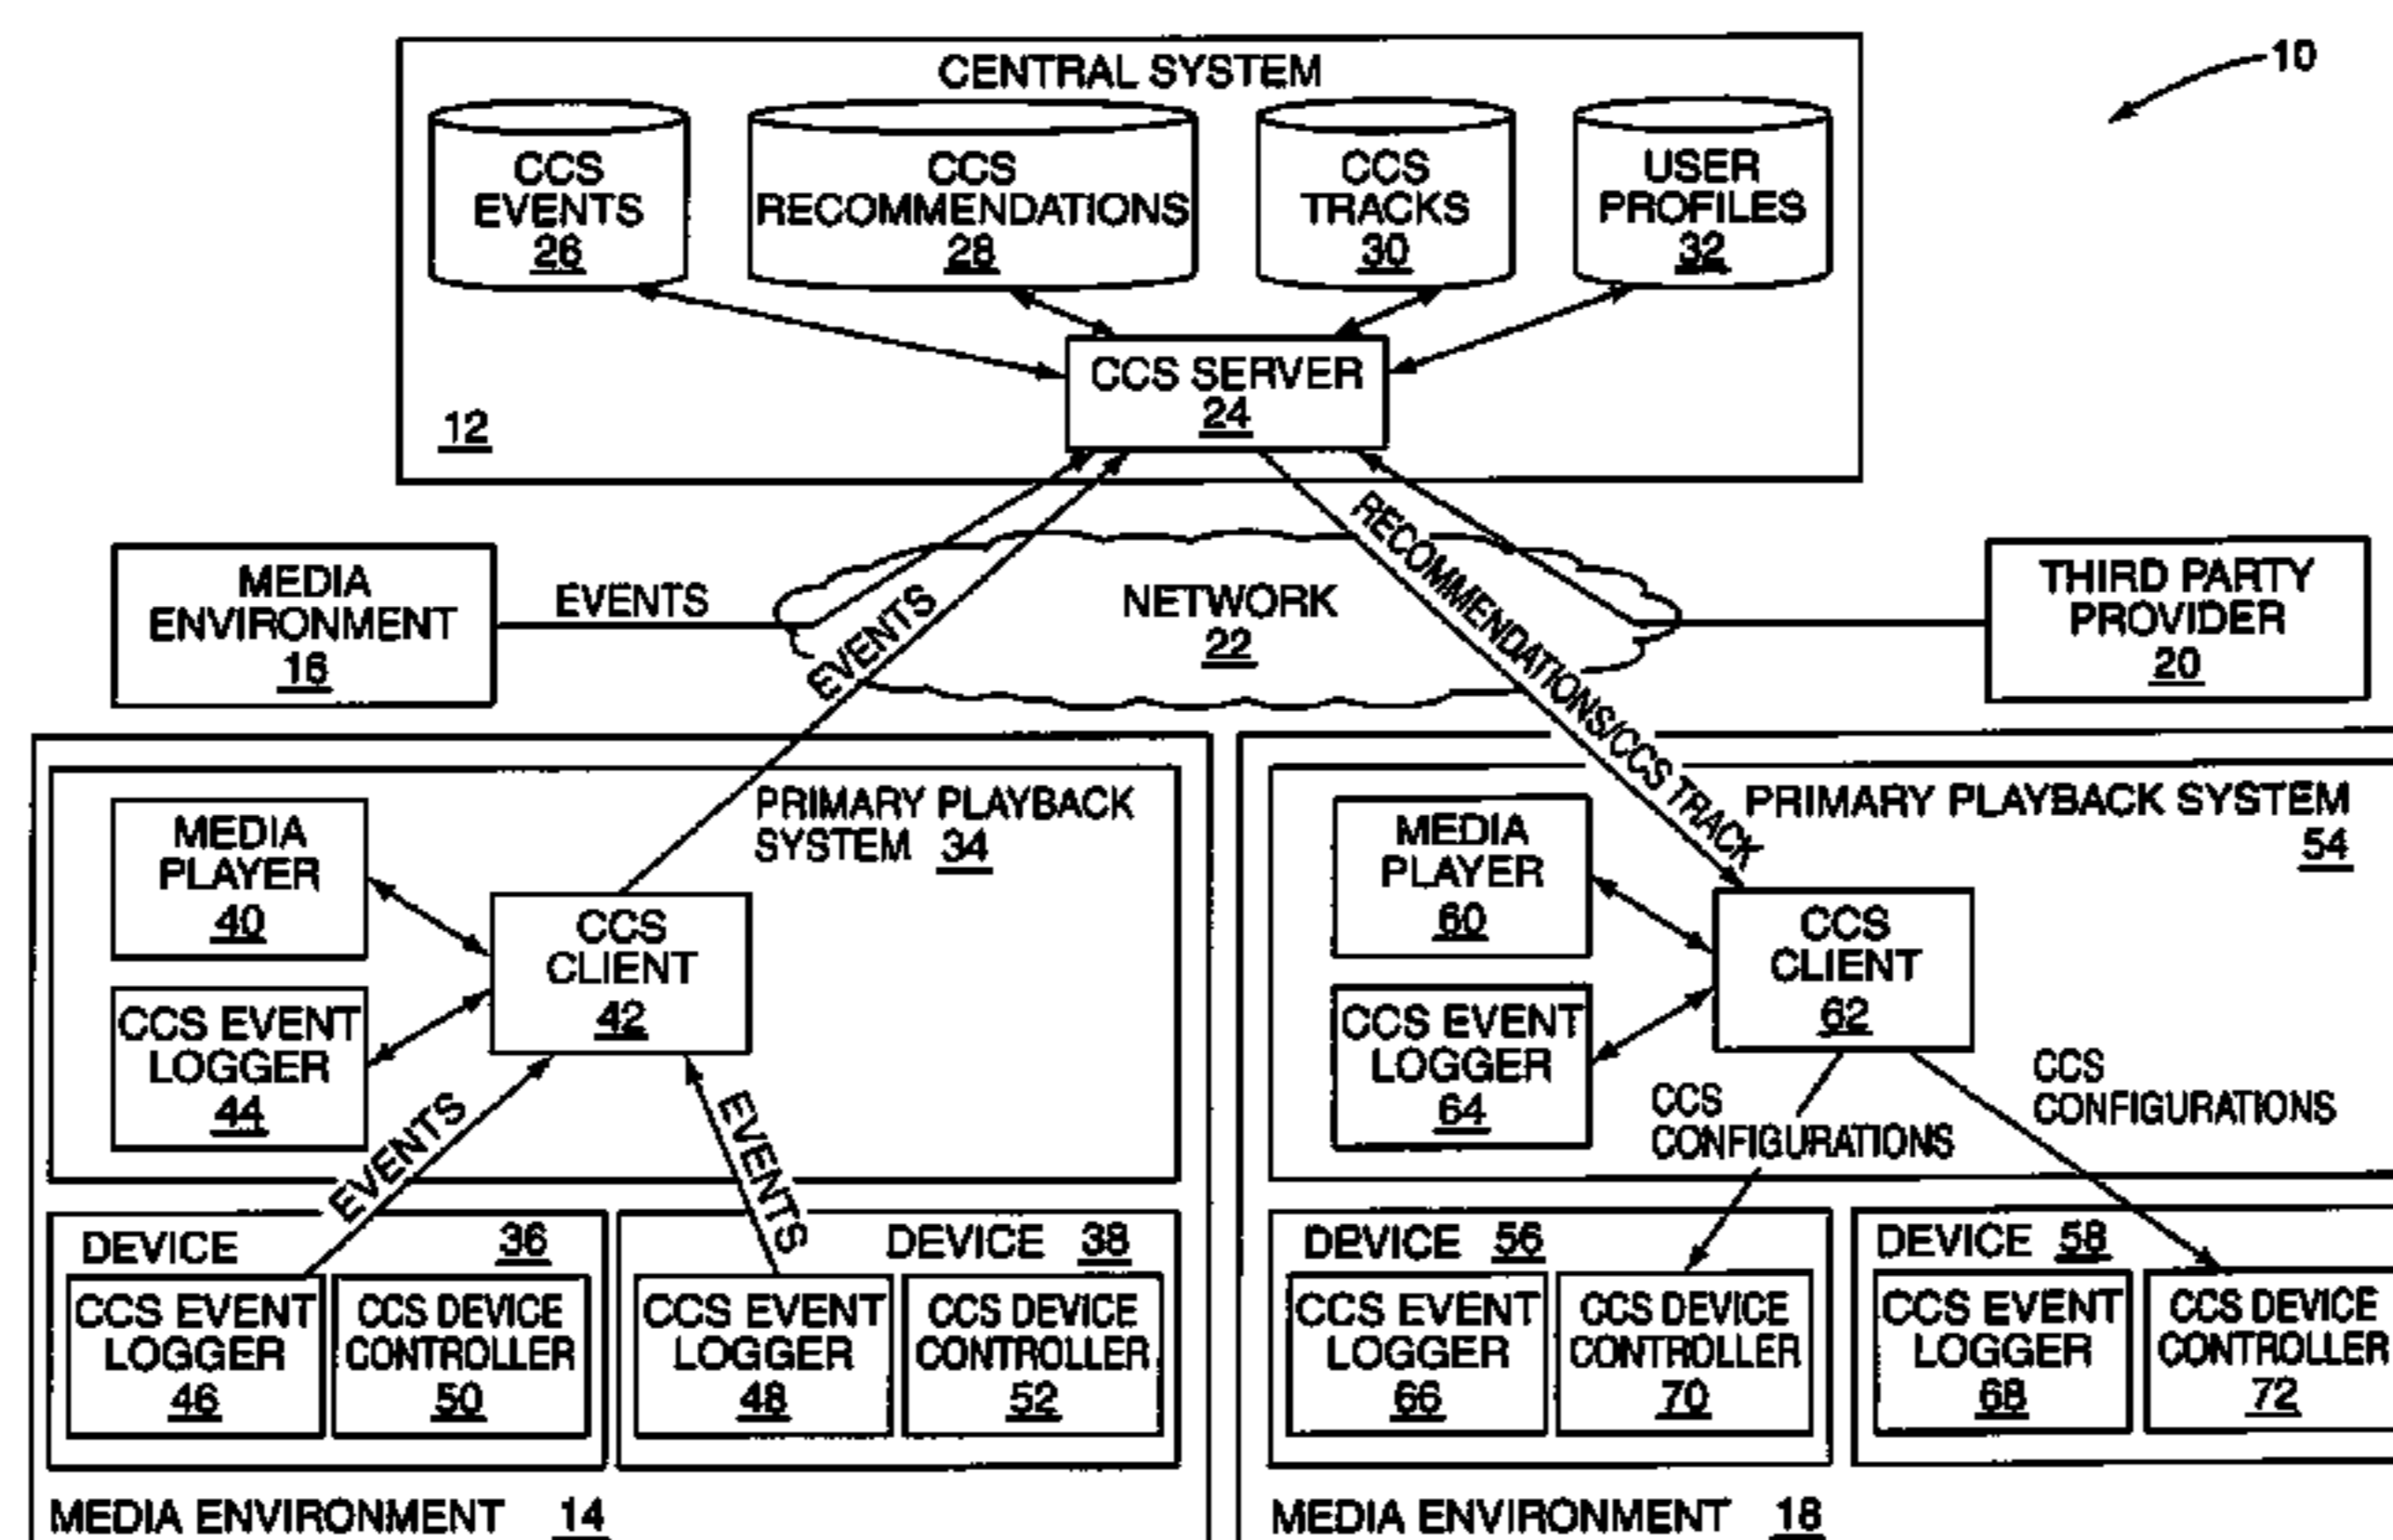 10
CENTRAL SYSTEM
CCS
EVENTS
26
CCS
RECOMMENDATIONS
28
CCS
TRACKS
30
USER
PROFILES
32
CCS SERVER
24
12
MEDIA
ENVIRONMENT
16
EVENTS
EVENTS
NETWORK
22
RECOMMENDATIONS/CCS TRACK
THIRD PARTY
PROVIDER
20
PRIMARY PLAYBACK
SYSTEM 34
MEDIA
PLAYER
40
CCS
CLIENT
42
CCS EVENT
LOGGER
44
EVENTS
EVENTS
DEVICE 36
CCS EVENT
LOGGER
46
CCS DEVICE
CONTROLLER
50
DEVICE 38
CCS EVENT
LOGGER
48
CCS DEVICE
CONTROLLER
52
MEDIA ENVIRONMENT 14
PRIMARY PLAYBACK SYSTEM
54
MEDIA
PLAYER
60
CCS
CLIENT
62
CCS EVENT
LOGGER
64
CCS
CONFIGURATIONS
CCS
CONFIGURATIONS
DEVICE 56
CCS EVENT
LOGGER
66
CCS DEVICE
CONTROLLER
70
DEVICE 58
CCS EVENT
LOGGER
68
CCS DEVICE
CONTROLLER
72
MEDIA ENVIRONMENT 18